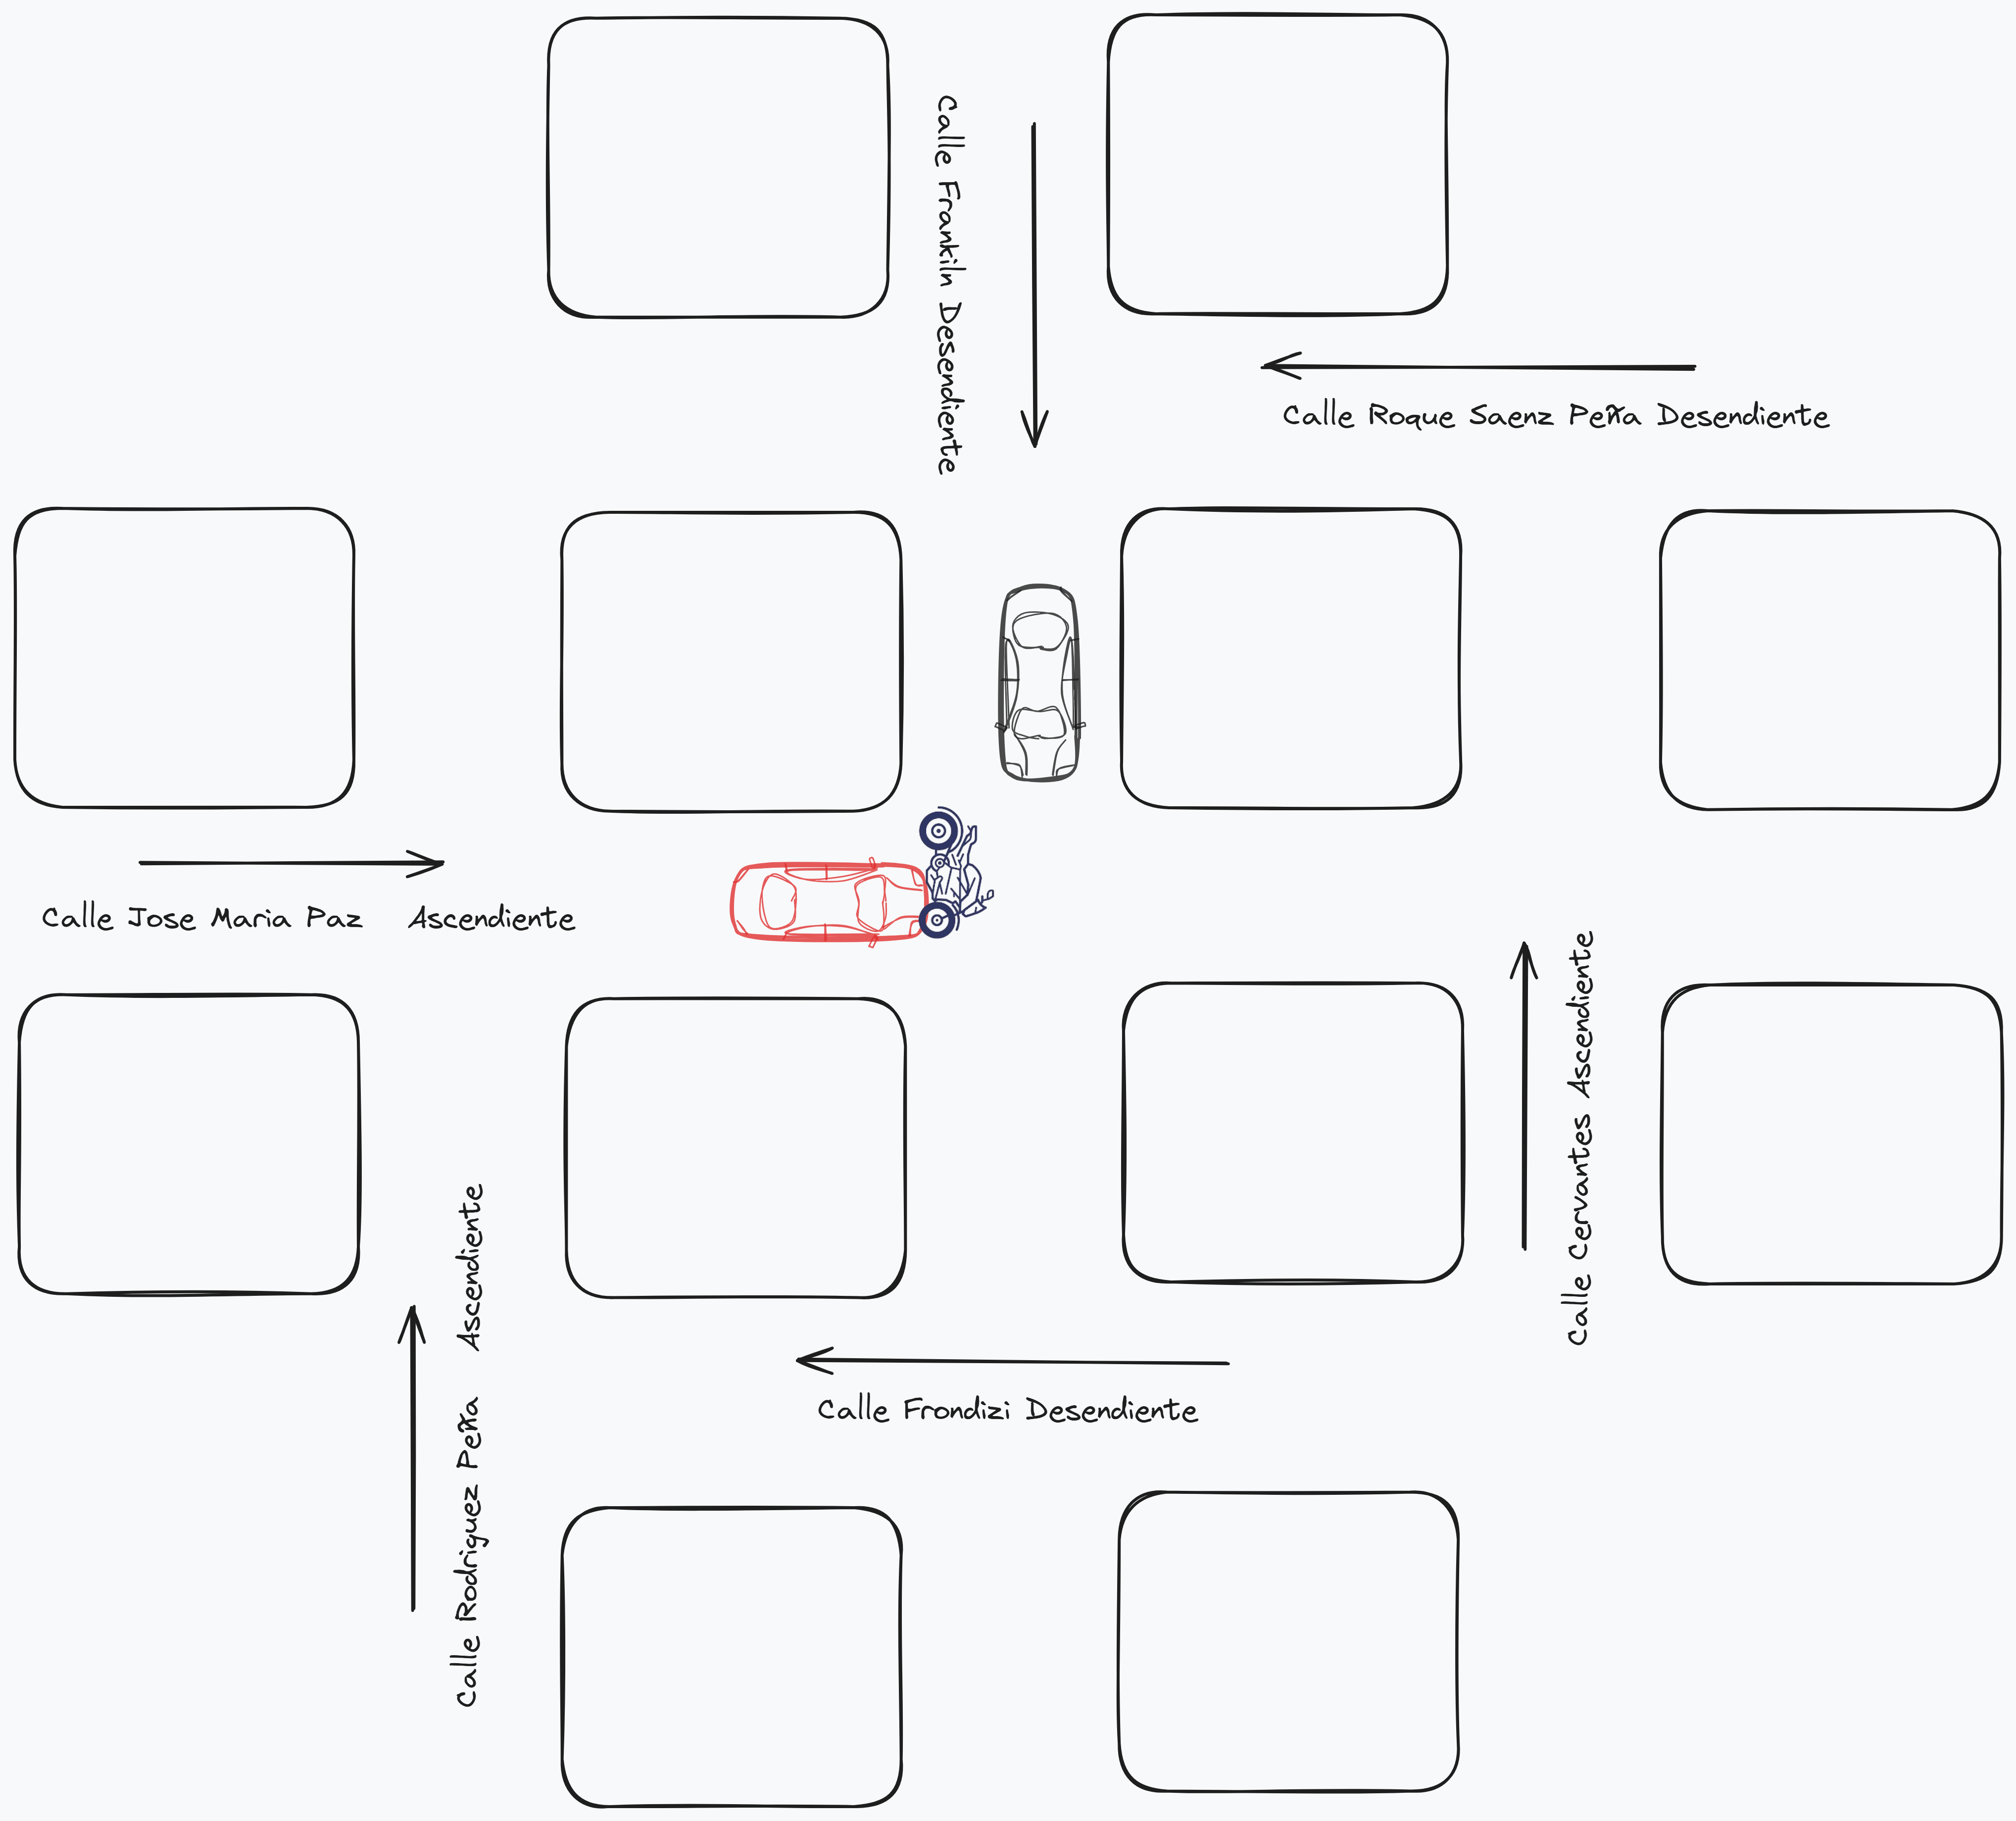 Calle Frankiln Desendiente
Calle Roque Saenz Peña Desendiente
Calle Jose Maria Paz Ascendiente
Calle Cervantes Ascendiente
Calle Rodriguez Peña Ascendiente
Calle Frondizi Desendiente